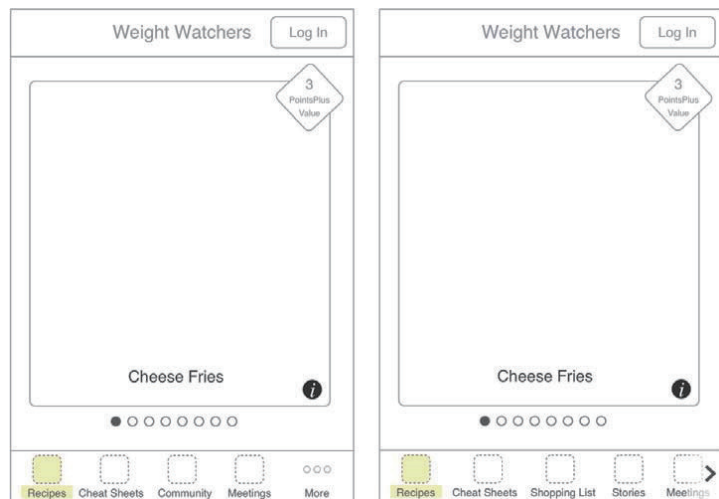 Weight Watchers
Log In
3
PointsPlus
Value
Cheese Fries
i
Recipes
Cheat Sheets
Community
Meetings
More
Weight Watchers
Log In
3
PointsPlus
Value
Cheese Fries
i
Recipes
Cheat Sheets
Shopping List
Stories
Meetings